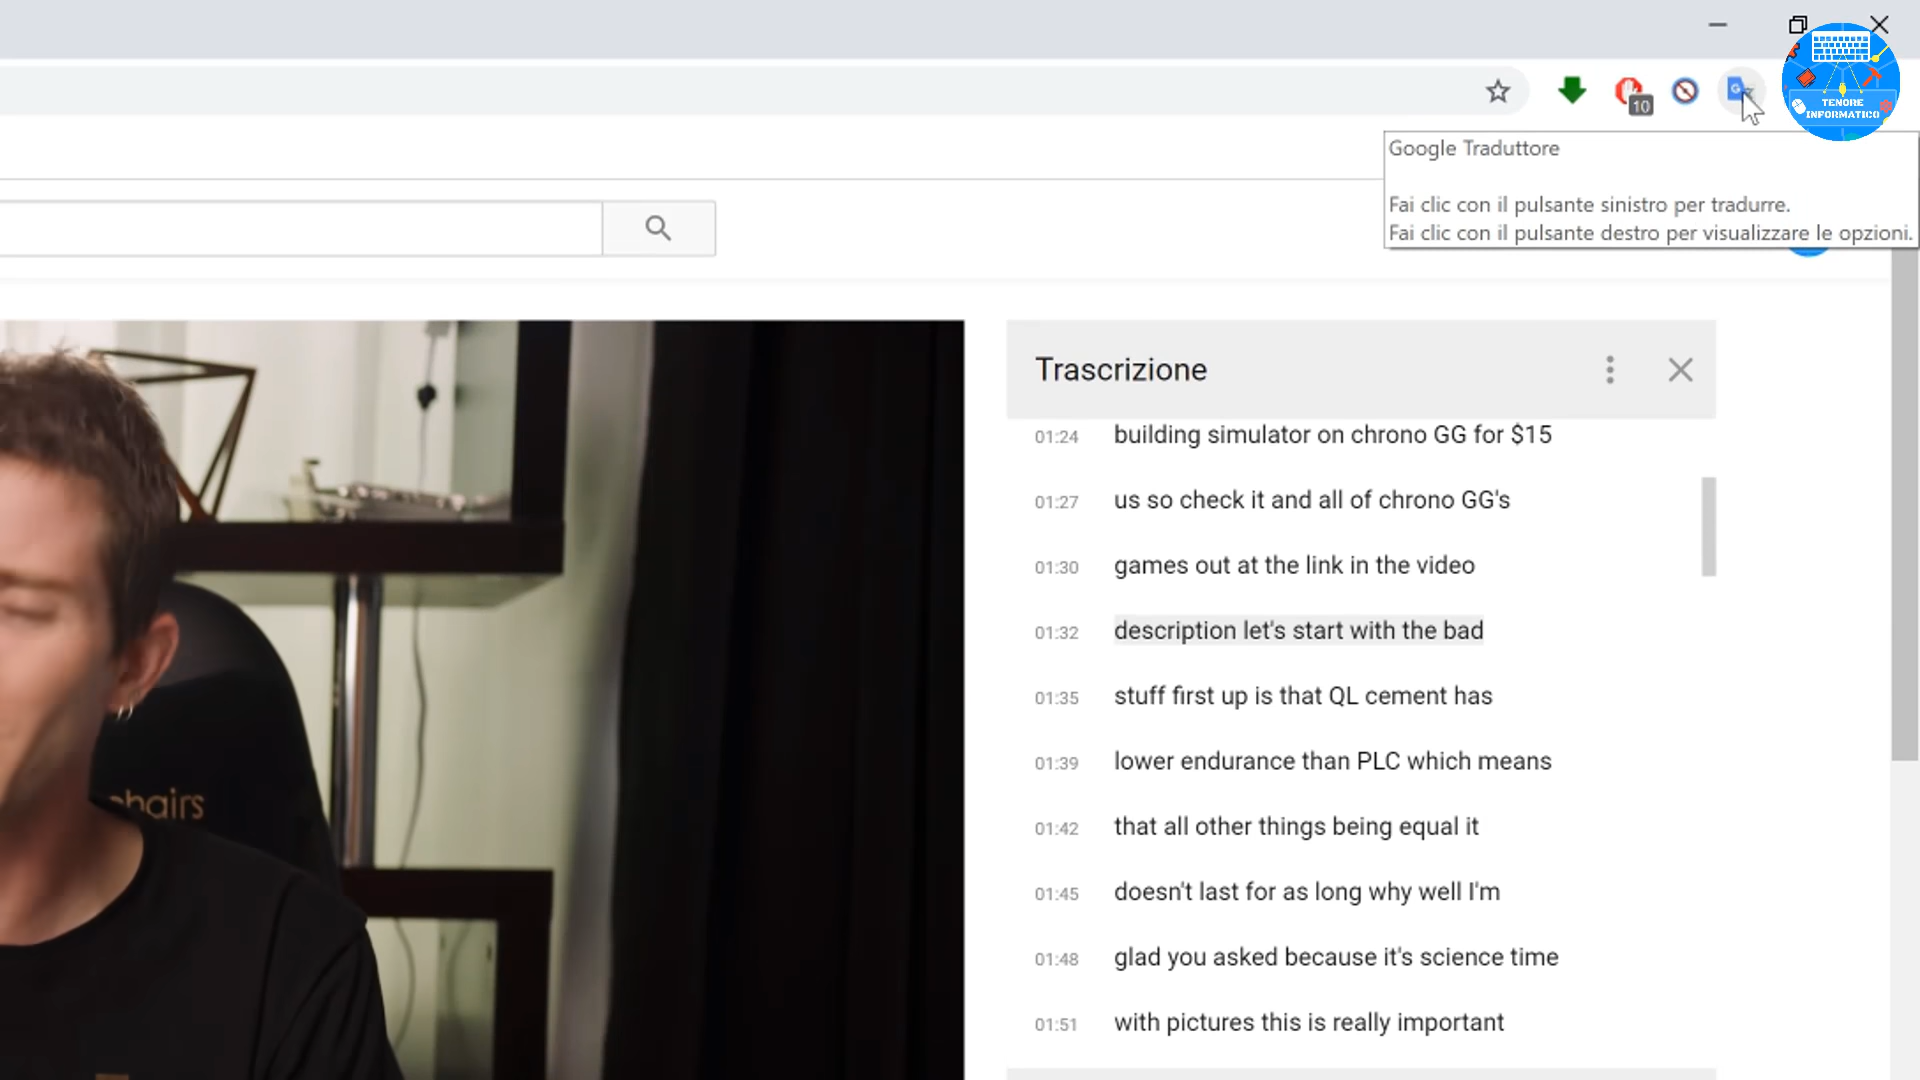 10
TENORE
INFORMATICO
Google Traduttore
Fai clic con il pulsante sinistro per tradurre.
Fai clic con il pulsante destro per visualizzare le opzioni.
Trascrizione
01:24 building simulator on chrono GG for $15
01:27 us so check it and all of chrono GG's
01:30 games out at the link in the video
01:32 description let's start with the bad
01:35 stuff first up is that QL cement has
01:39 lower endurance than PLC which means
01:42 that all other things being equal it
01:45 doesn't last for as long why well I'm
01:48 glad you asked because it's science time
01:51 with pictures this is really important
chairs